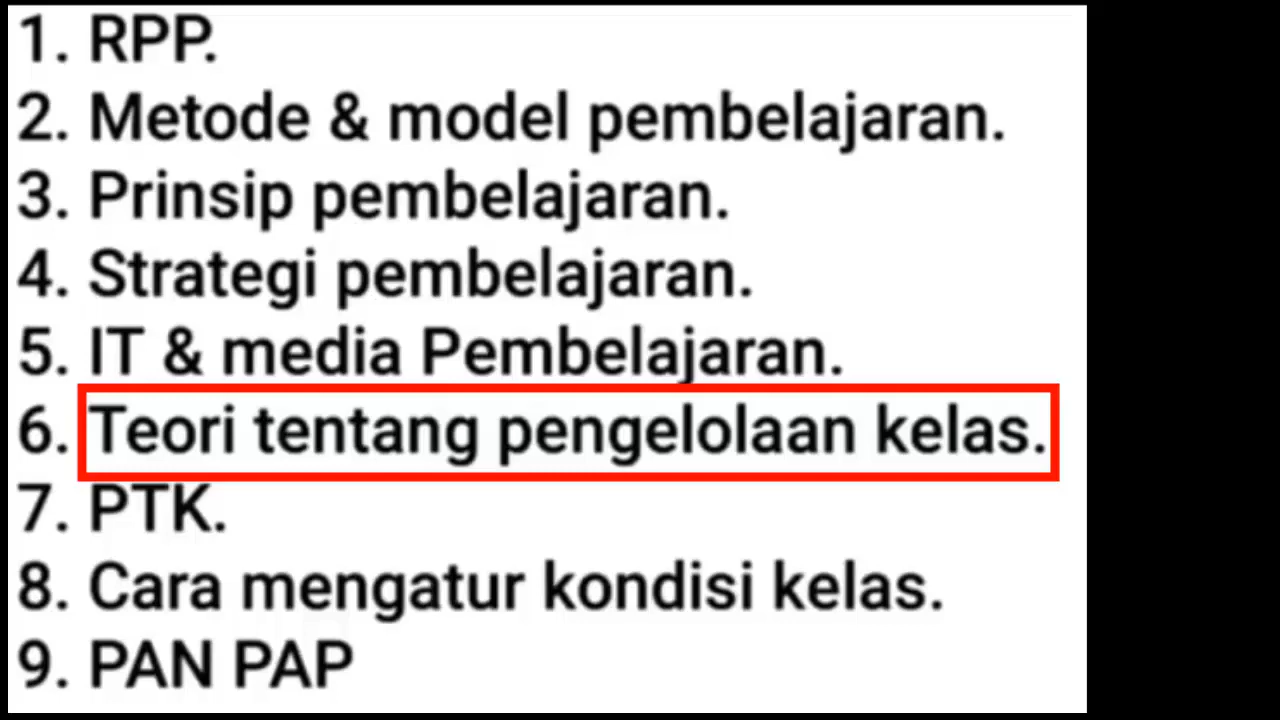 1. RPP.
2. Metode & model pembelajaran.
3. Prinsip pembelajaran.
4. Strategi pembelajaran.
5. IT & media Pembelajaran.
6. Teori tentang pengelolaan kelas.
7. PTK.
8. Cara mengatur kondisi kelas.
9. PAN PAP